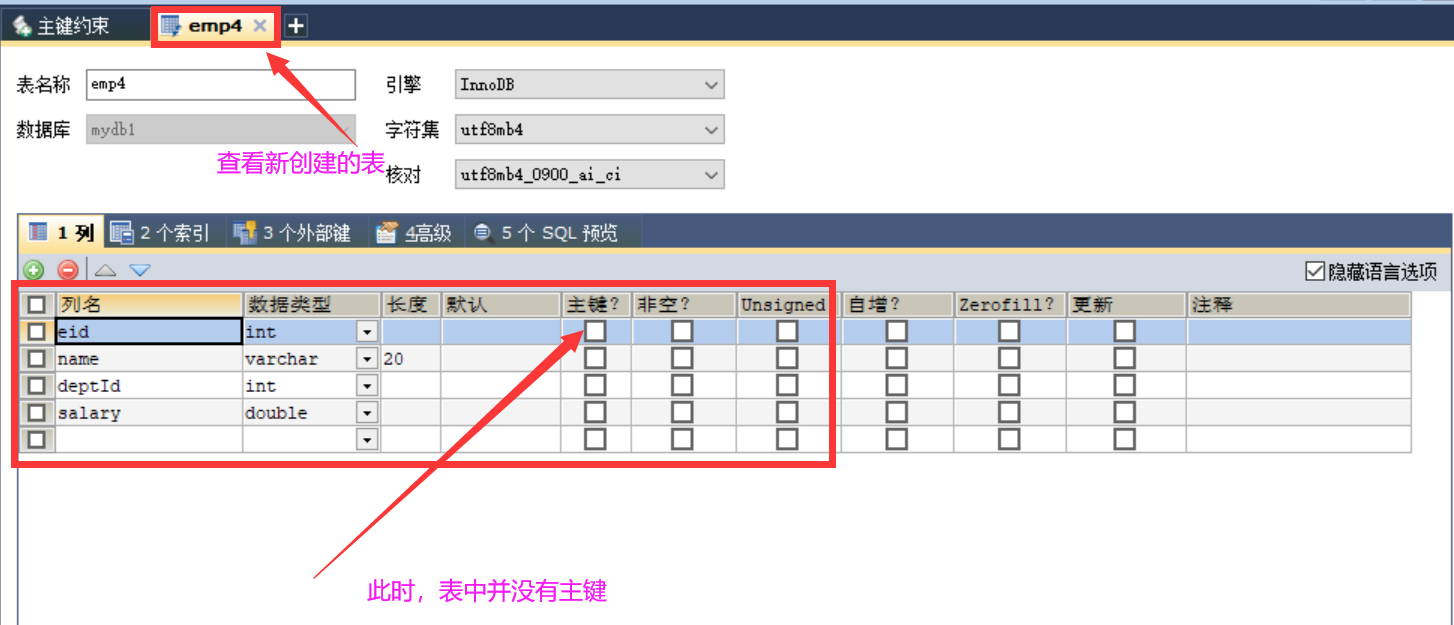 主键约束 emp4
表名称 emp4 引擎 InnoDB
数据库 mydb1 字符集 utf8mb4
查看新创建的表
核对 utf8mb4_0900_ai_ci
1 列 2 个索引 3 个外部键 4高级 5 个 SQL 预览
隐藏语言选项
列名 数据类型 长度 默认 主键? 非空? Unsigned 自增? Zerofill? 更新 注释
eid int
name varchar 20
deptId int
salary double
此时，表中并没有主键